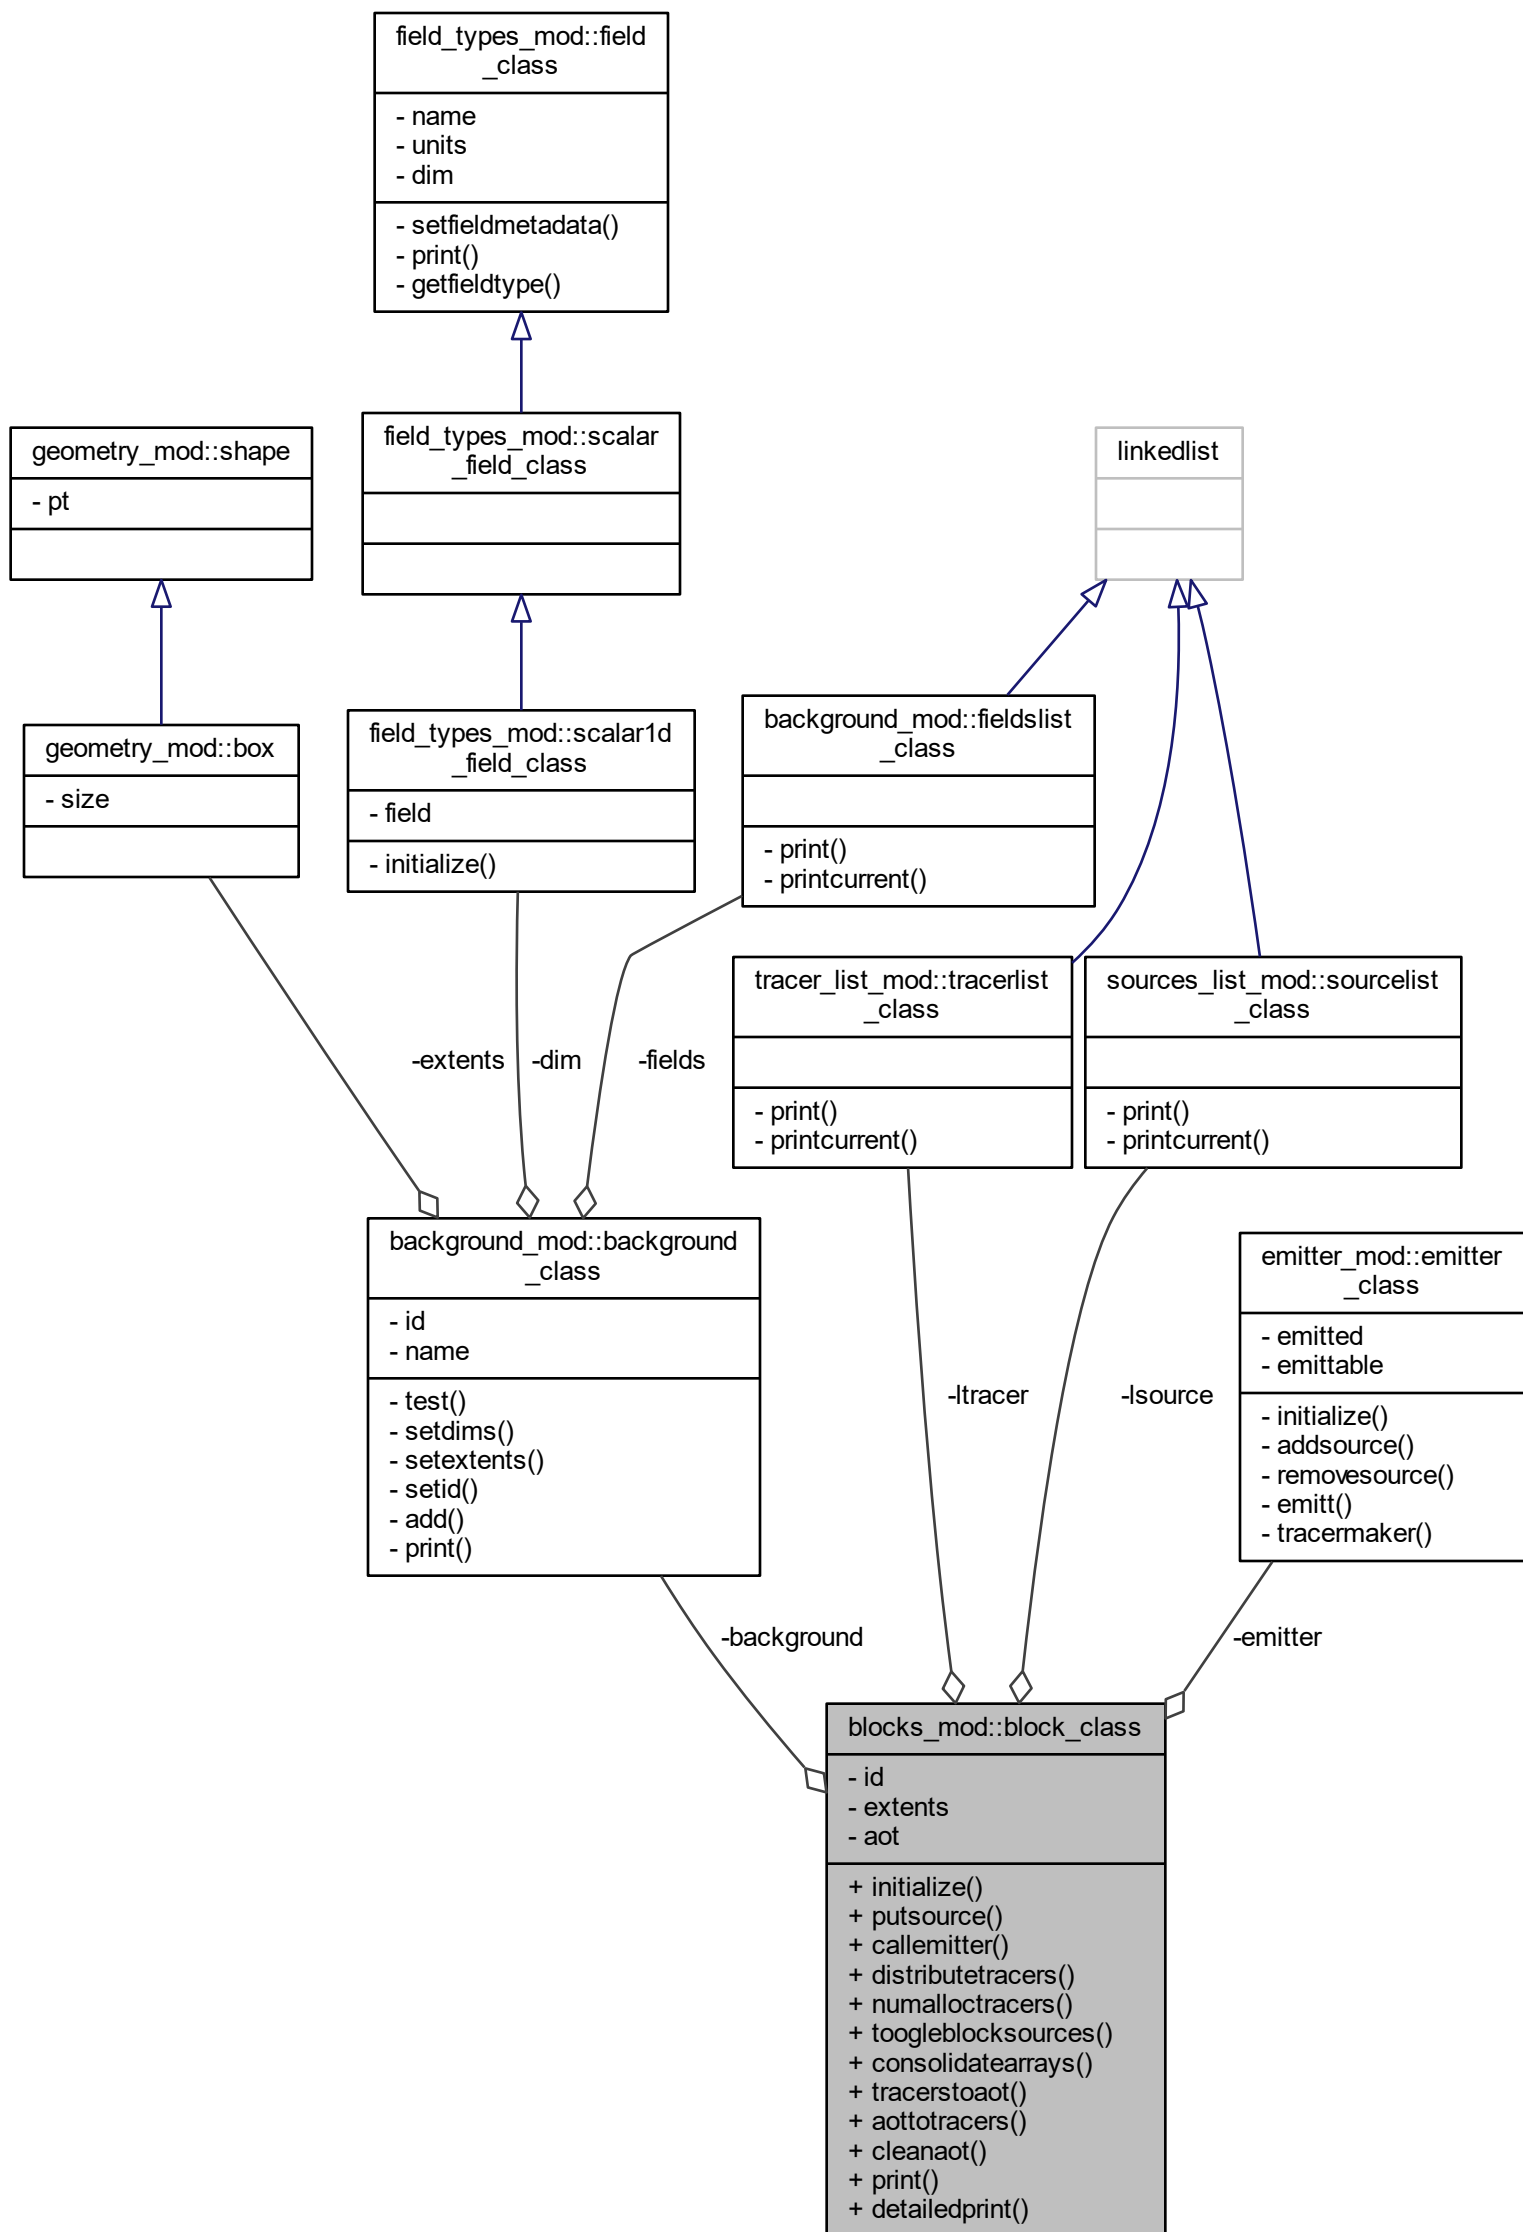 field_types_mod::field
_class
- name
- units
- dim
- setfieldmetadata()
- print()
- getfieldtype()
geometry_mod::shape
- pt
field_types_mod::scalar
_field_class
linkedlist
geometry_mod::box
- size
field_types_mod::scalar1d
_field_class
- field
- initialize()
background_mod::fieldslist
_class
- print()
- printcurrent()
tracer_list_mod::tracerlist
_class
- print()
- printcurrent()
sources_list_mod::sourcelist
_class
- print()
- printcurrent()
-extents
-dim
-fields
background_mod::background
_class
- id
- name
- test()
- setdims()
- setextents()
- setid()
- add()
- print()
emitter_mod::emitter
_class
- emitted
- emittable
- initialize()
- addsource()
- removesource()
- emitt()
- tracermaker()
-ltracer
-lsource
-background
-emitter
blocks_mod::block_class
- id
- extents
- aot
+ initialize()
+ putsource()
+ callemitter()
+ distributetracers()
+ numalloctracers()
+ toogleblocksources()
+ consolidatearrays()
+ tracerstoaot()
+ aottotracers()
+ cleanaot()
+ print()
+ detailedprint()